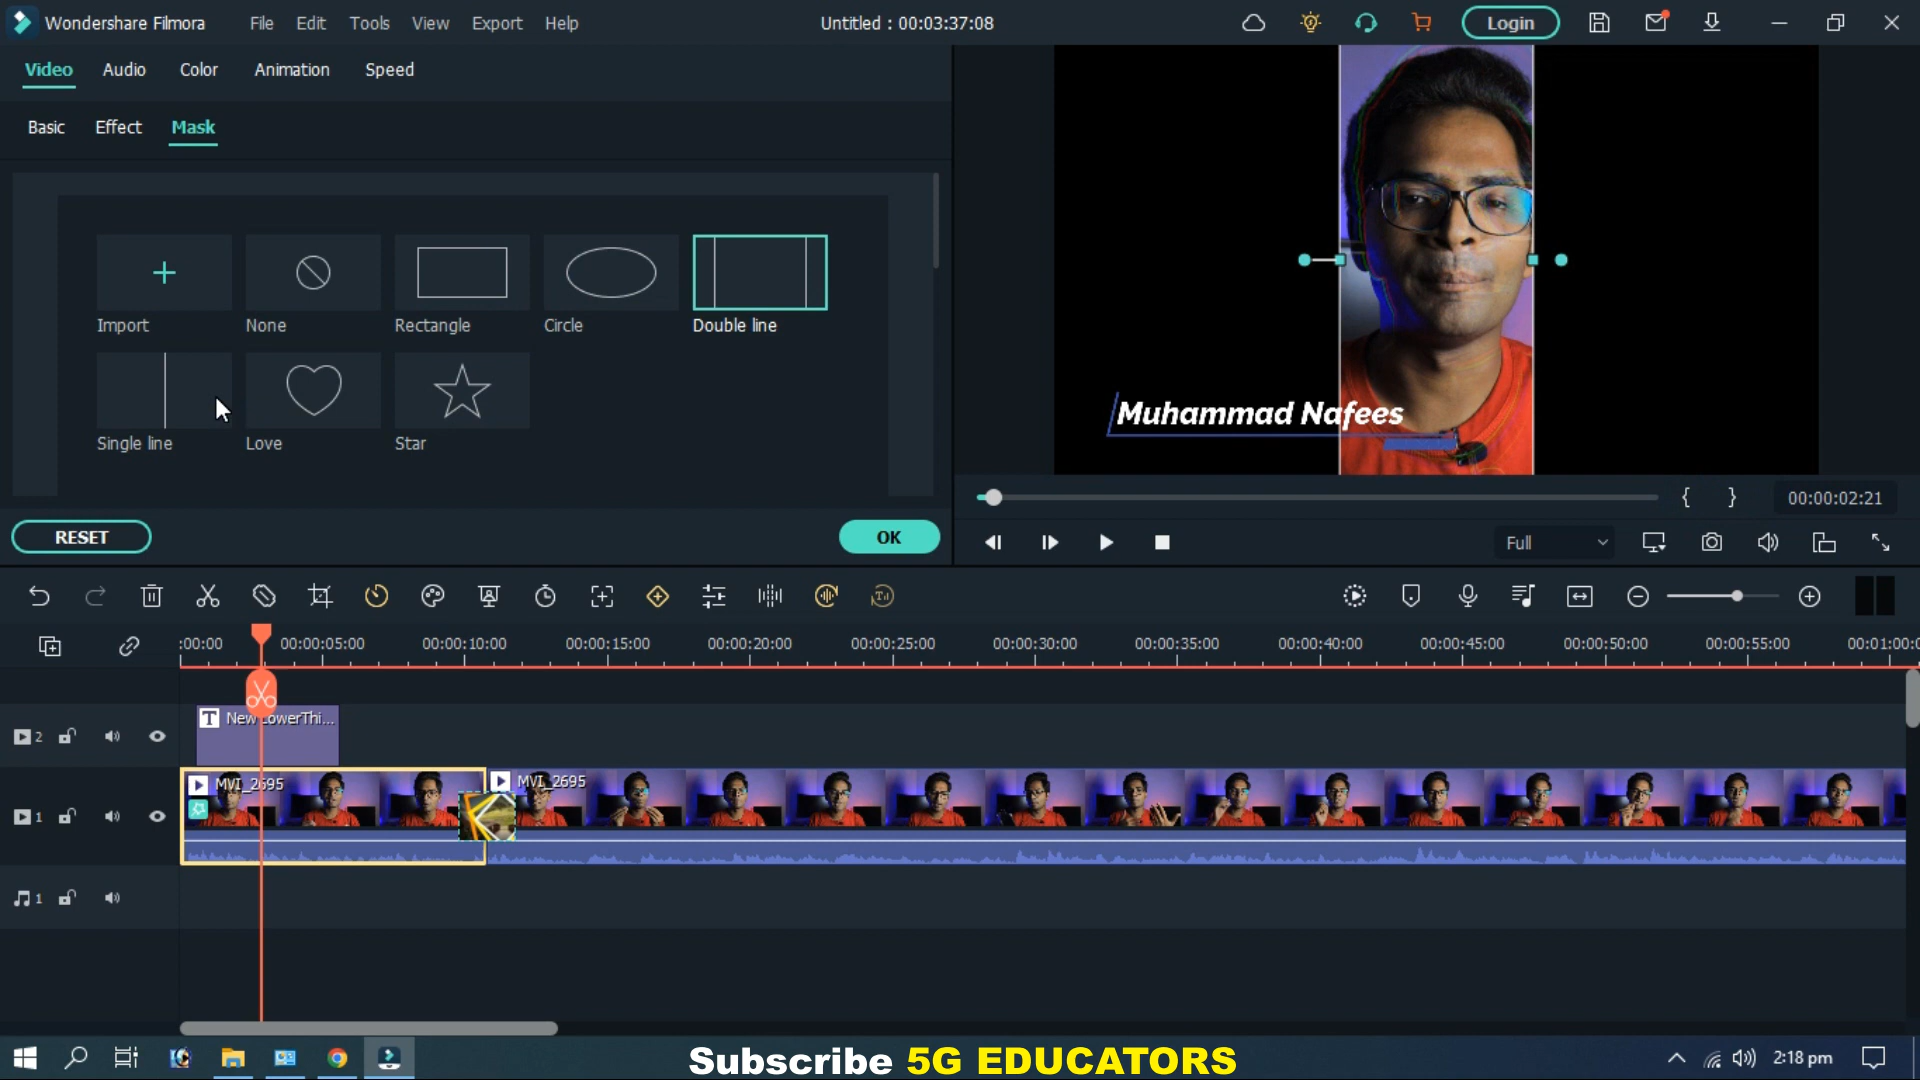 Wondershare Filmora File Edit Tools View Export Help Untitled : 00:03:37:08 Login
Video Audio Color Animation Speed
Basic Effect Mask
Import None Rectangle Circle Double line
Single line Love Star
RESET OK
Muhammad Nafees
{ } 00:00:02:21
Full
:00:00 00:00:05:00 00:00:10:00 00:00:15:00 00:00:20:00 00:00:25:00 00:00:30:00 00:00:35:00 00:00:40:00 00:00:45:00 00:00:50:00 00:00:55:00 00:01:00:0
2 T New LowerThi...
MVI_2695 MVI_2695
1
1
Subscribe 5G EDUCATORS
2:18 pm